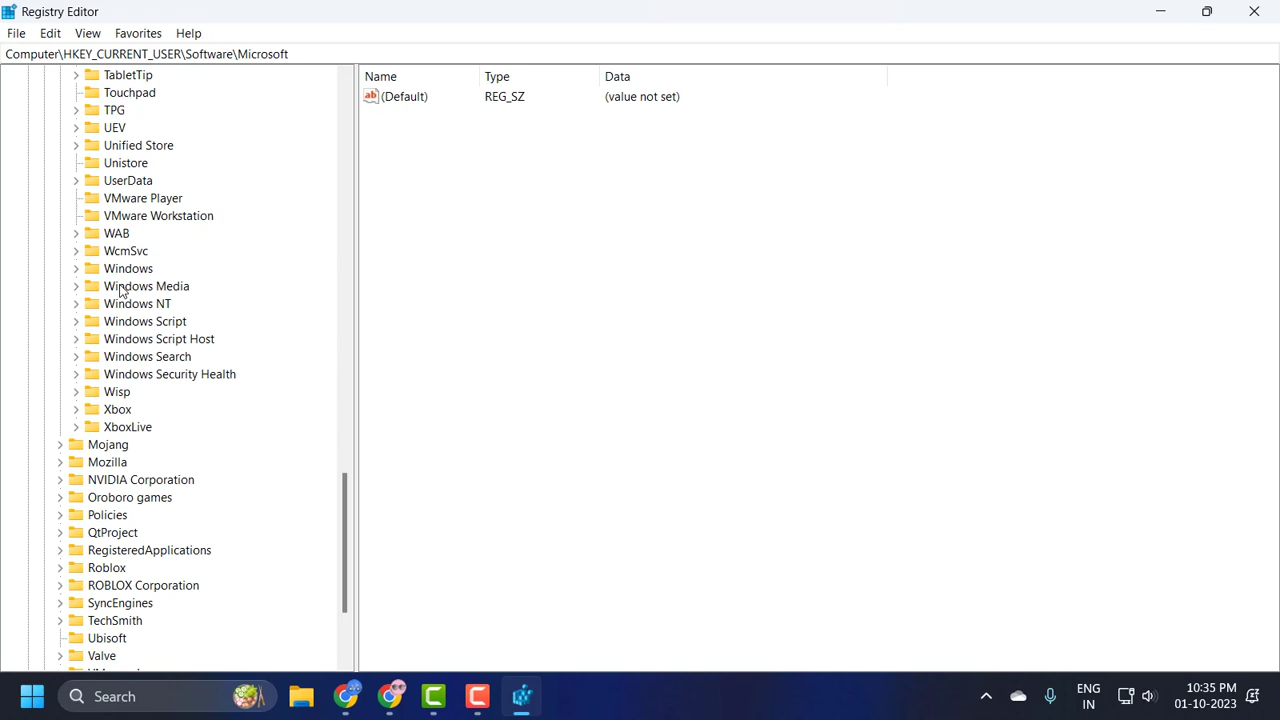 Registry Editor
File Edit View Favorites Help
Computer\HKEY_CURRENT_USER\Software\Microsoft
Name Type Data
ab (Default) REG_SZ (value not set)
TabletTip
Touchpad
TPG
UEV
Unified Store
Unistore
UserData
VMware Player
VMware Workstation
WAB
WcmSvc
Windows
Windows Media
Windows NT
Windows Script
Windows Script Host
Windows Search
Windows Security Health
Wisp
Xbox
XboxLive
Mojang
Mozilla
NVIDIA Corporation
Oroboro games
Policies
QtProject
RegisteredApplications
Roblox
ROBLOX Corporation
SyncEngines
TechSmith
Ubisoft
Valve
Search
ENG
IN
10:35 PM
01-10-2023